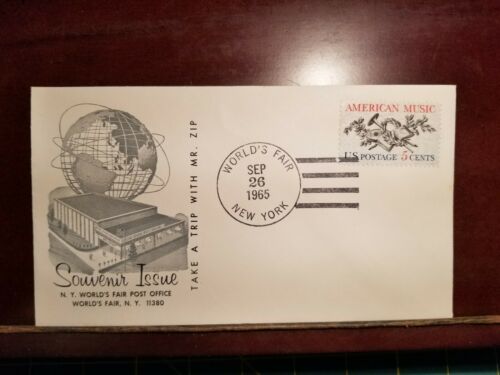 Souvenir Issue
N. Y. WORLD'S FAIR POST OFFICE
WORLD'S FAIR, N. Y. 11380
TAKE A TRIP WITH MR. ZIP
WORLD'S FAIR
SEP
26
1965
NEW YORK
AMERICAN MUSIC
U.S. POSTAGE 5 CENTS